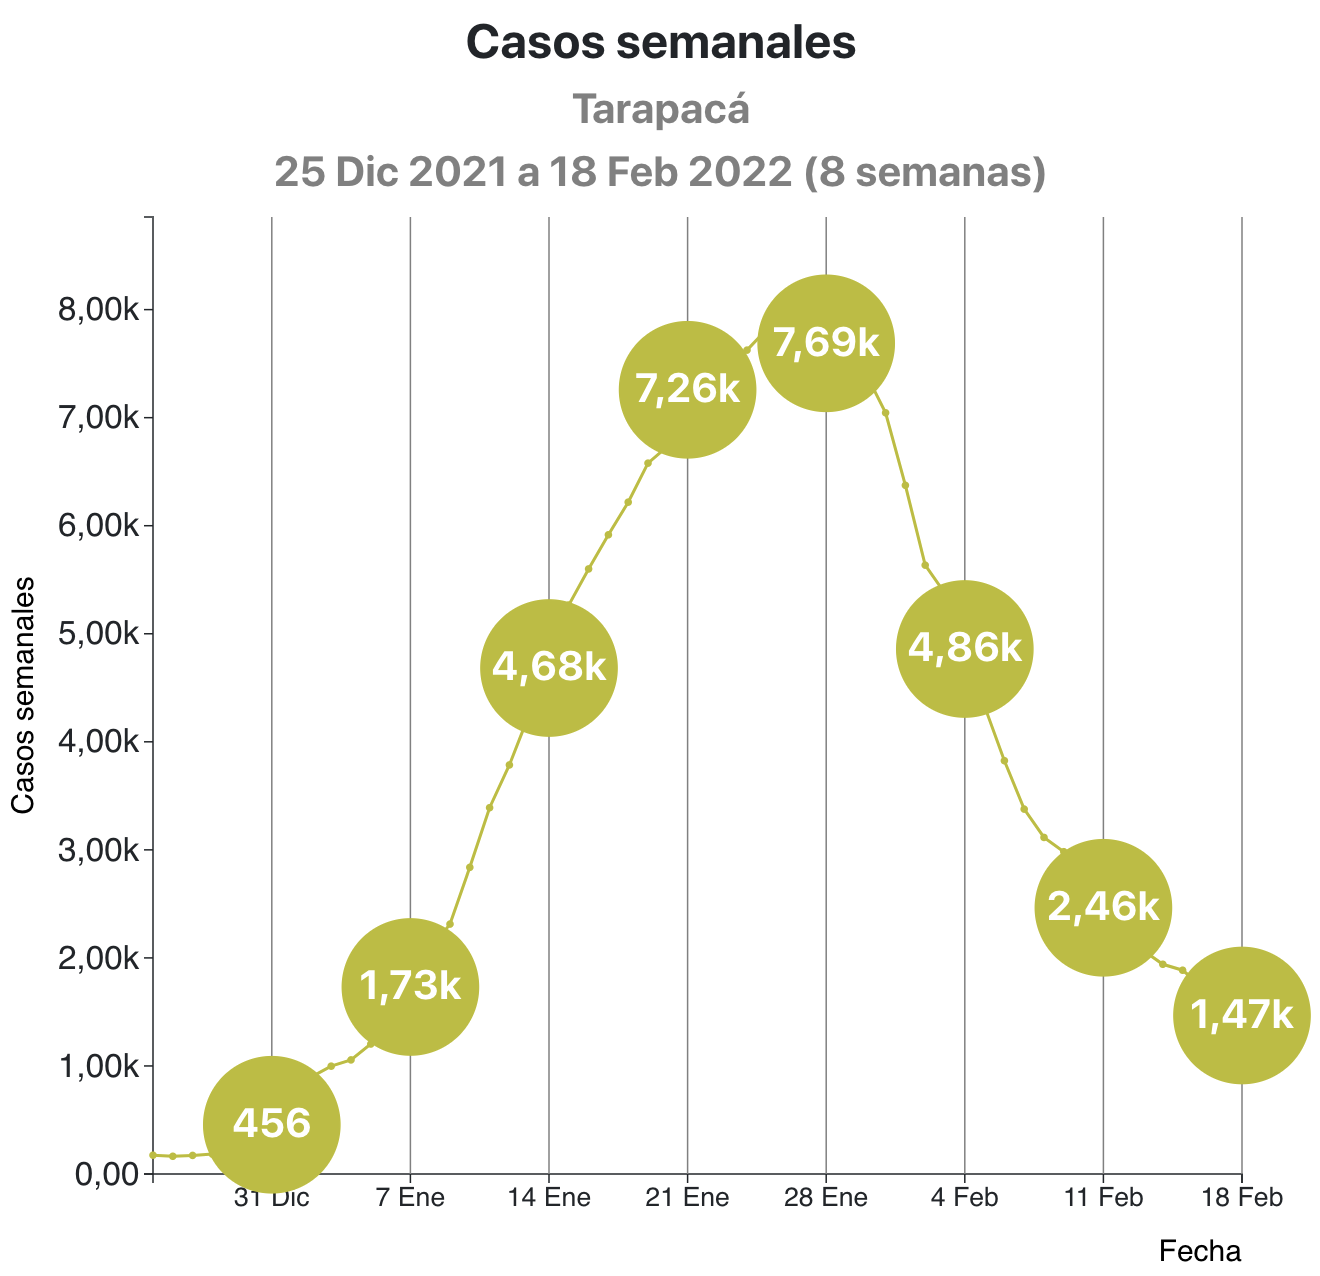 Casos semanales
Tarapacá
25 Dic 2021 a 18 Feb 2022 (8 semanas)
8,00k
7,00k
6,00k
5,00k
4,00k
3,00k
2,00k
1,00k
0,00
Casos semanales
456
1,73k
4,68k
7,26k
7,69k
4,86k
2,46k
1,47k
31 Dic
7 Ene
14 Ene
21 Ene
28 Ene
4 Feb
11 Feb
18 Feb
Fecha